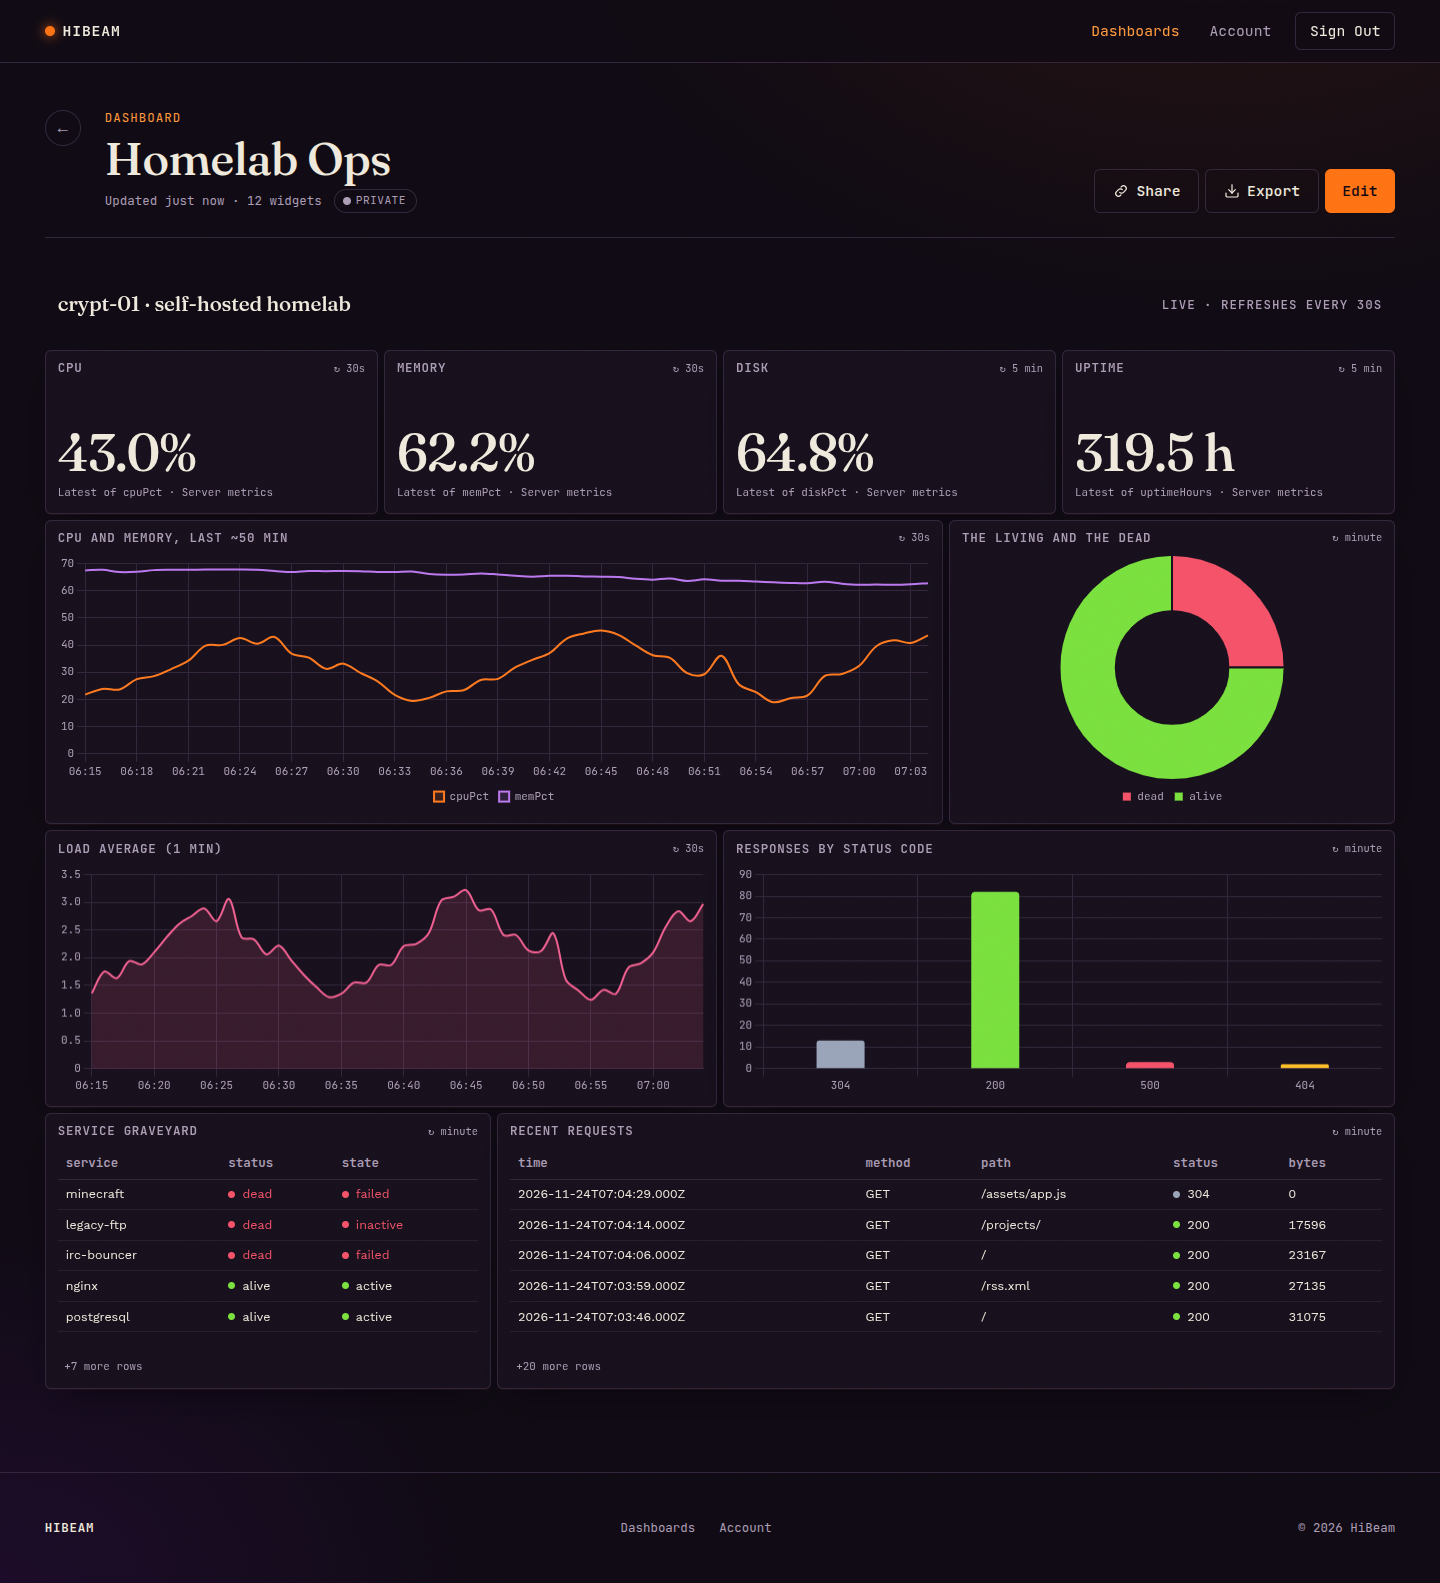 HIBEAM
Dashboards Account Sign Out
←
DASHBOARD
Homelab Ops
Updated just now · 12 widgets PRIVATE
Share Export Edit
crypt-01 · self-hosted homelab
LIVE · REFRESHES EVERY 30S
CPU ↻ 30s
43.0%
Latest of cpuPct · Server metrics
MEMORY ↻ 30s
62.2%
Latest of memPct · Server metrics
DISK ↻ 5 min
64.8%
Latest of diskPct · Server metrics
UPTIME ↻ 5 min
319.5 h
Latest of uptimeHours · Server metrics
CPU AND MEMORY, LAST ~50 MIN ↻ 30s
70
60
50
40
30
20
10
0
06:15 06:18 06:21 06:24 06:27 06:30 06:33 06:36 06:39 06:42 06:45 06:48 06:51 06:54 06:57 07:00 07:03
cpuPct memPct
THE LIVING AND THE DEAD ↻ minute
dead alive
LOAD AVERAGE (1 MIN) ↻ 30s
3.5
3.0
2.5
2.0
1.5
1.0
0.5
0
06:15 06:20 06:25 06:30 06:35 06:40 06:45 06:50 06:55 07:00
RESPONSES BY STATUS CODE ↻ minute
90
80
70
60
50
40
30
20
10
0
304 200 500 404
SERVICE GRAVEYARD ↻ minute
service status state
minecraft dead failed
legacy-ftp dead inactive
irc-bouncer dead failed
nginx alive active
postgresql alive active
+7 more rows
RECENT REQUESTS ↻ minute
time method path status bytes
2026-11-24T07:04:29.000Z GET /assets/app.js 304 0
2026-11-24T07:04:14.000Z GET /projects/ 200 17596
2026-11-24T07:04:06.000Z GET / 200 23167
2026-11-24T07:03:59.000Z GET /rss.xml 200 27135
2026-11-24T07:03:46.000Z GET / 200 31075
+20 more rows
HIBEAM
Dashboards Account
© 2026 HiBeam